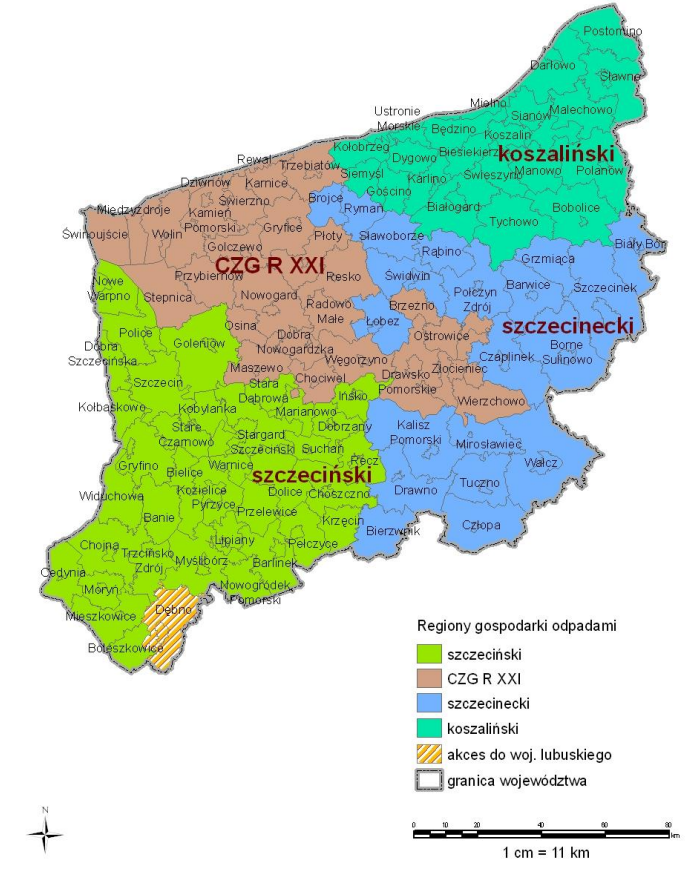 Postomino
Darłowo
Sławno
Mielno
Ustronie
Morskie
Sianów
Malechowo
Będzino
Koszalin
Kołobrzeg
Dygowo
Biesiekierz
koszaliński
Rewal
Trzebiatów
Siemyśl
Karlino
Świeszyno
Manowo
Polanów
Dziwnów
Karnice
Brojce
Gościno
Świerzno
Rymań
Białogard
Bobolice
Międzyzdroje
Kamień
Pomorski
Tychowo
Świnoujście
Wolin
Gryfice
Płoty
Sławoborze
Golczewo
Rąbino
Biały Bór
CZG R XXI
Grzmiąca
Przybiernów
Resko
Świdwin
Nowe
Warpno
Stepnica
Nowogard
Radowo
Małe
Brzeżno
Połczyn
Zdrój
Barwice
Szczecinek
Osina
Łobez
szczecinecki
Police
Goleniów
Dobra
Nowogardzka
Ostrowice
Dobra
Szczecińska
Węgorzyno
Czaplinek
Borne
Sulinowo
Maszewo
Chociwel
Drawsko
Pomorskie
Złocieniec
Szczecin
Stara
Dąbrowa
Ińsko
Wierzchowo
Kołbaskowo
Kobylanka
Marianowo
Stare
Czarnowo
Dobrzany
Kalisz
Pomorski
Stargard
Szczeciński
Suchań
Mirosławiec
Gryfino
Bielice
Warnice
Recz
Wałcz
szczeciński
Widuchowa
Kozielice
Dolice
Choszczno
Drawno
Tuczno
Pyrzyce
Przelewice
Banie
Krzęcin
Bierzwnik
Człopa
Chojna
Trzcińsko
Zdrój
Lipiany
Pełczyce
Myślibórz
Barlinek
Cedynia
Moryń
Nowogródek
Pomorski
Mieszkowice
Dębno
Boleszkowice
Regiony gospodarki odpadami
szczeciński
CZG R XXI
szczecinecki
koszaliński
akces do woj. lubuskiego
granica województwa
N
0 10 20 40 60 80
km
1 cm = 11 km